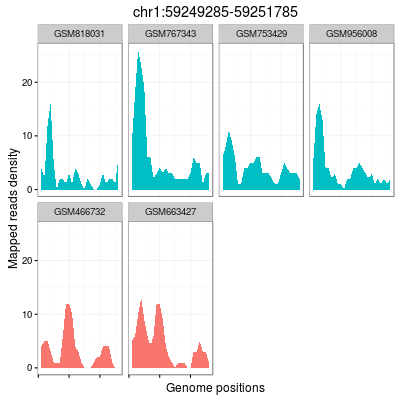 chr1:59249285-59251785
GSM818031 GSM767343 GSM753429 GSM956008
20
10
0
Mapped reads density
GSM466732 GSM663427
20
10
0
Genome positions